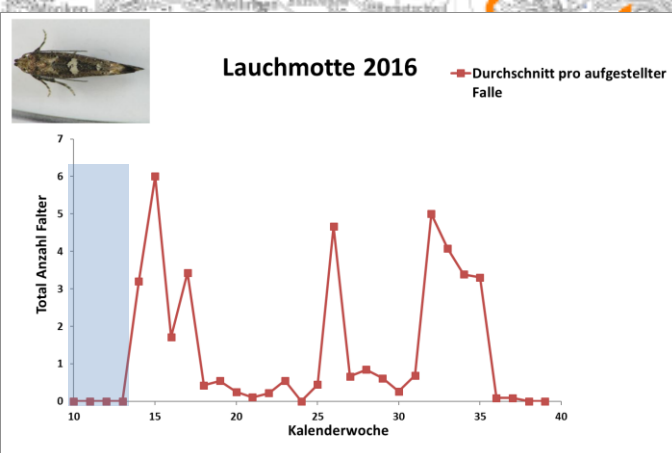 Lauchmotte 2016
Durchschnitt pro aufgestellter
Falle
Total Anzahl Falter
7
6
5
4
3
2
1
0
10 15 20 25 30 35 40
Kalenderwoche